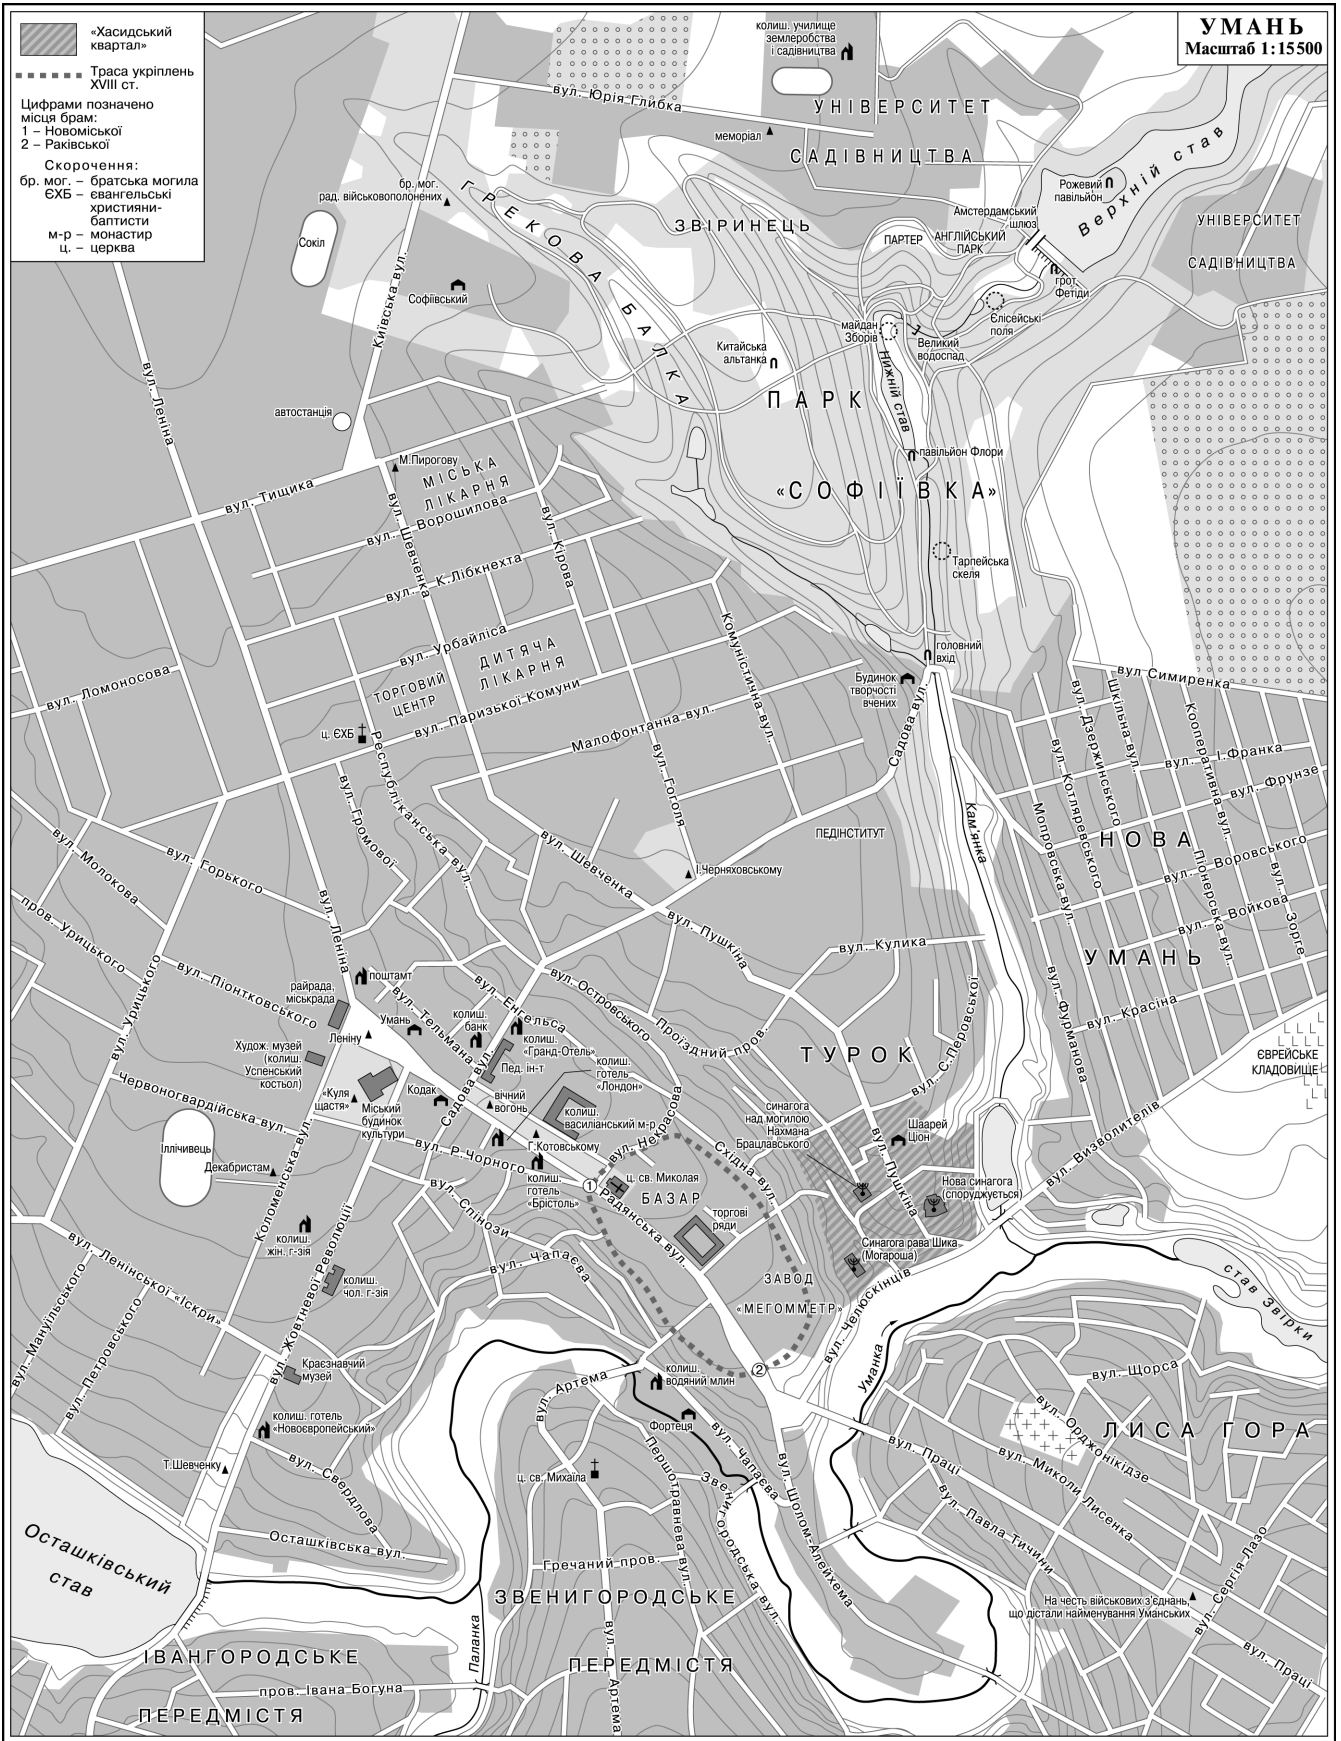 УМАНЬ
Масштаб 1:15500
«Хасидський
квартал»
Траса укріплень
XVIII ст.
Цифрами позначено
місця брам:
1 – Новоміської
2 – Раківської
Скорочення:
бр. мог. – братська могила
ЄХБ – євангельські
християни-
баптисти
м-р – монастир
ц. – церква
колиш. училище
землеробства
і садівництва
вул. Юрія Глибка
УНІВЕРСИТЕТ
САДІВНИЦТВА
меморіал
бр. мог.
рад. військовополонених
ГРЕКОВА БАЛКА
ЗВІРИНЕЦЬ
Рожевий
павільйон
Верхній став
Амстердамський
шлюз
ПАРТЕР
АНГЛІЙСЬКИЙ
ПАРК
УНІВЕРСИТЕТ
САДІВНИЦТВА
Сокіл
Київська вул.
Софіївський
грот
Фетіди
Єлісейські
поля
майдан
Зборів
Великий
водоспад
Китайська
альтанка
Нижній став
ПАРК
«СОФІЇВКА»
вул. Леніна
автостанція
павільйон Флори
М.Пирогову
МІСЬКА
ЛІКАРНЯ
вул. Тищика
вул. Ворошилова
вул. Шевченка
вул. Кірова
Тарпейська
скеля
вул. К.Лібкнехта
вул. Урбайліса
Комуністична вул.
ДИТЯЧА
ЛІКАРНЯ
головний
вхід
Будинок
творчості
вчених
вул Симиренка
вул. Ломоносова
ТОРГОВИЙ
ЦЕНТР
вул. Паризької Комуни
ц. ЄХБ
Малофонтанна вул.
Садова вул.
Республіканська вул.
вул. Гоголя
вул. Дзержинського
Шкільна вул.
Кооперативна вул.
вул. І.Франка
вул. Фрунзе
вул. Котляревського
Мопровська вул.
Кам'янка
вул. Громової
ПЕДІНСТИТУТ
НОВА
УМАНЬ
вул. Воровського
Піонерська вул.
вул. Войкова
вул. Зорге
вул. Молокова
вул. Горького
вул. Шевченка
І.Черняховському
пров. Урицького
вул. Леніна
вул. Пушкіна
вул. Кулика
вул. Урицького
вул. Піонтковського
поштамт
райрада,
міськрада
вул. Тельмана
вул. Енгельса
вул. Островського
Проїздний пров.
вул. Фурманова
вул. Красіна
Умань
Леніну
колиш.
банк
колиш.
«Гранд-Отель»
Худож. музей
(колиш.
Успенський
костьол)
колиш.
готель
«Лондон»
Пед. ін-т
ТУРОК
вул. С.Перовської
ЄВРЕЙСЬКЕ
КЛАДОВИЩЕ
Червоногвардійська вул.
«Куля
щастя»
Міський
будинок
культури
Кодак
Садова вул.
вічний
вогонь
колиш.
василіанський м-р
синагога
над могилою
Нахмана
Брацлавського
Шаарей
Ціон
вул. Визволителів
Іллічивець
Декабристам
Г.Котовському
вул. Некрасова
Східна вул.
вул. Пушкіна
вул. Р.Чорного
колиш.
готель
«Брістоль»
1
ц. св. Миколая
БАЗАР
Нова синагога
(споруджується)
Коломенська вул.
вул. Спінози
Радянська вул.
торгові
ряди
колиш.
жін. г-зія
вул. Чапаєва
Синагога рава Шика
(Могароша)
вул. Ленінської «Іскри»
колиш.
чол. г-зія
ЗАВОД
«МЕГОММЕТР»
став Звірки
вул. Мануїльського
вул. Петровського
вул. Жовтневої Революції
вул. Челюскінців
Уманка
Краєзнавчий
музей
вул. Артема
колиш.
водяний млин
2
вул. Щорса
колиш. готель
«Новоєвропейський»
Фортеця
вул. Орджонікідзе
ЛИСА ГОРА
вул. Чапаєва
вул. Праці
вул. Миколи Лисенка
Т.Шевченку
вул. Свердлова
ц. св. Михаїла
Першотравнева вул.
Звенигородська вул.
вул. Шолом-Алейхема
вул. Павла Тичини
Осташківський
став
Осташківська вул.
Гречаний пров.
вул. Сергія Лазо
На честь військових з'єднань,
що дістали найменування Уманських
ЗВЕНИГОРОДСЬКЕ
ПЕРЕДМІСТЯ
вул. Праці
Паланка
вул. Артема
ІВАНГОРОДСЬКЕ
пров. Івана Богуна
ПЕРЕДМІСТЯ